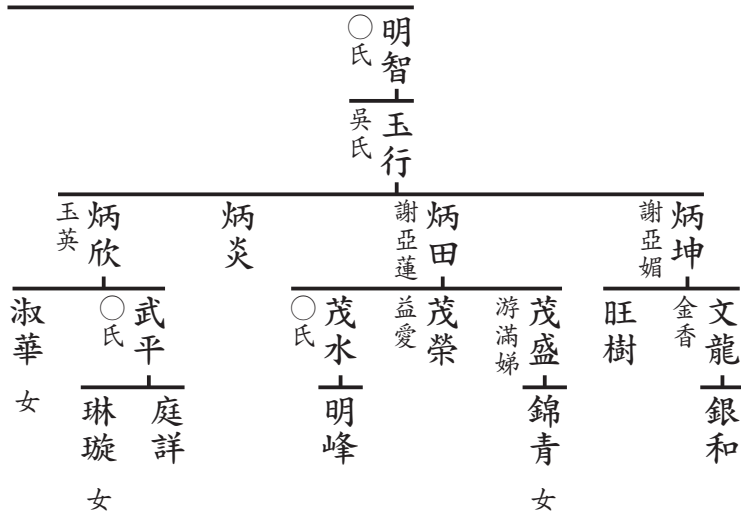 明智
○氏
玉行
吳氏
炳坤
謝亞媚
炳田
謝亞蓮
炳炎
炳欣
玉英
文龍
金香
旺樹
茂盛
游滿娣
茂榮
益愛
茂水
○氏
武平
○氏
淑華
女
銀和
錦青
女
明峰
庭詳
琳璇
女